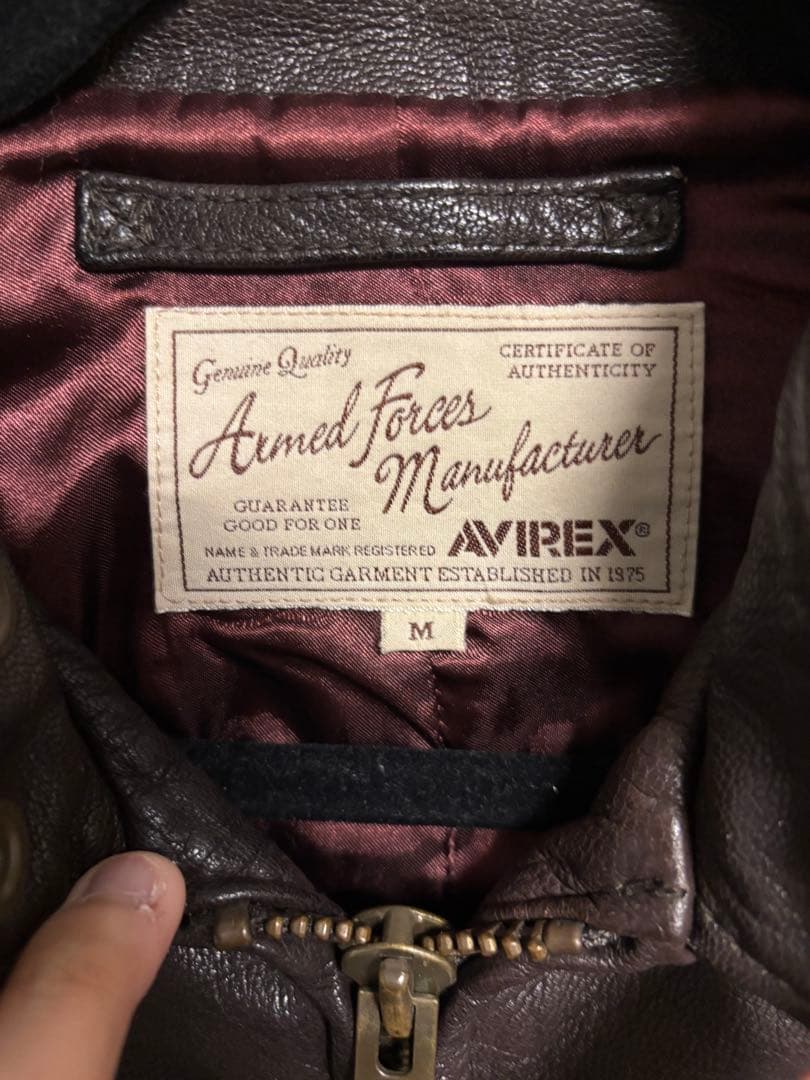 Genuine Quality
CERTIFICATE OF
AUTHENTICITY
Armed Forces
Manufacturer
GUARANTEE
GOOD FOR ONE
NAME & TRADE MARK REGISTERED
AVIREX®
AUTHENTIC GARMENT ESTABLISHED IN 1975
M